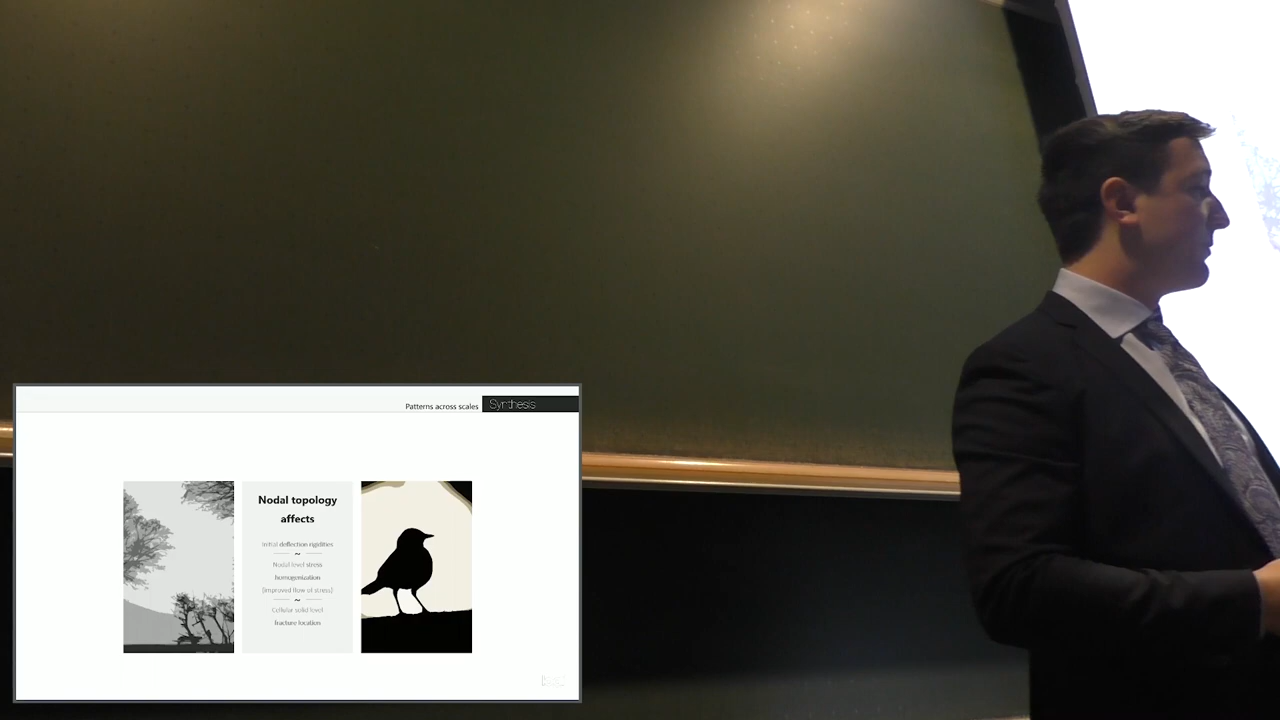 Patterns across scales
Synthesis
Nodal topology
affects
Initial deflection rigidities
~
Nodal level stress
homogenization
(improved flow of stress)
~
Cellular solid level
fracture location